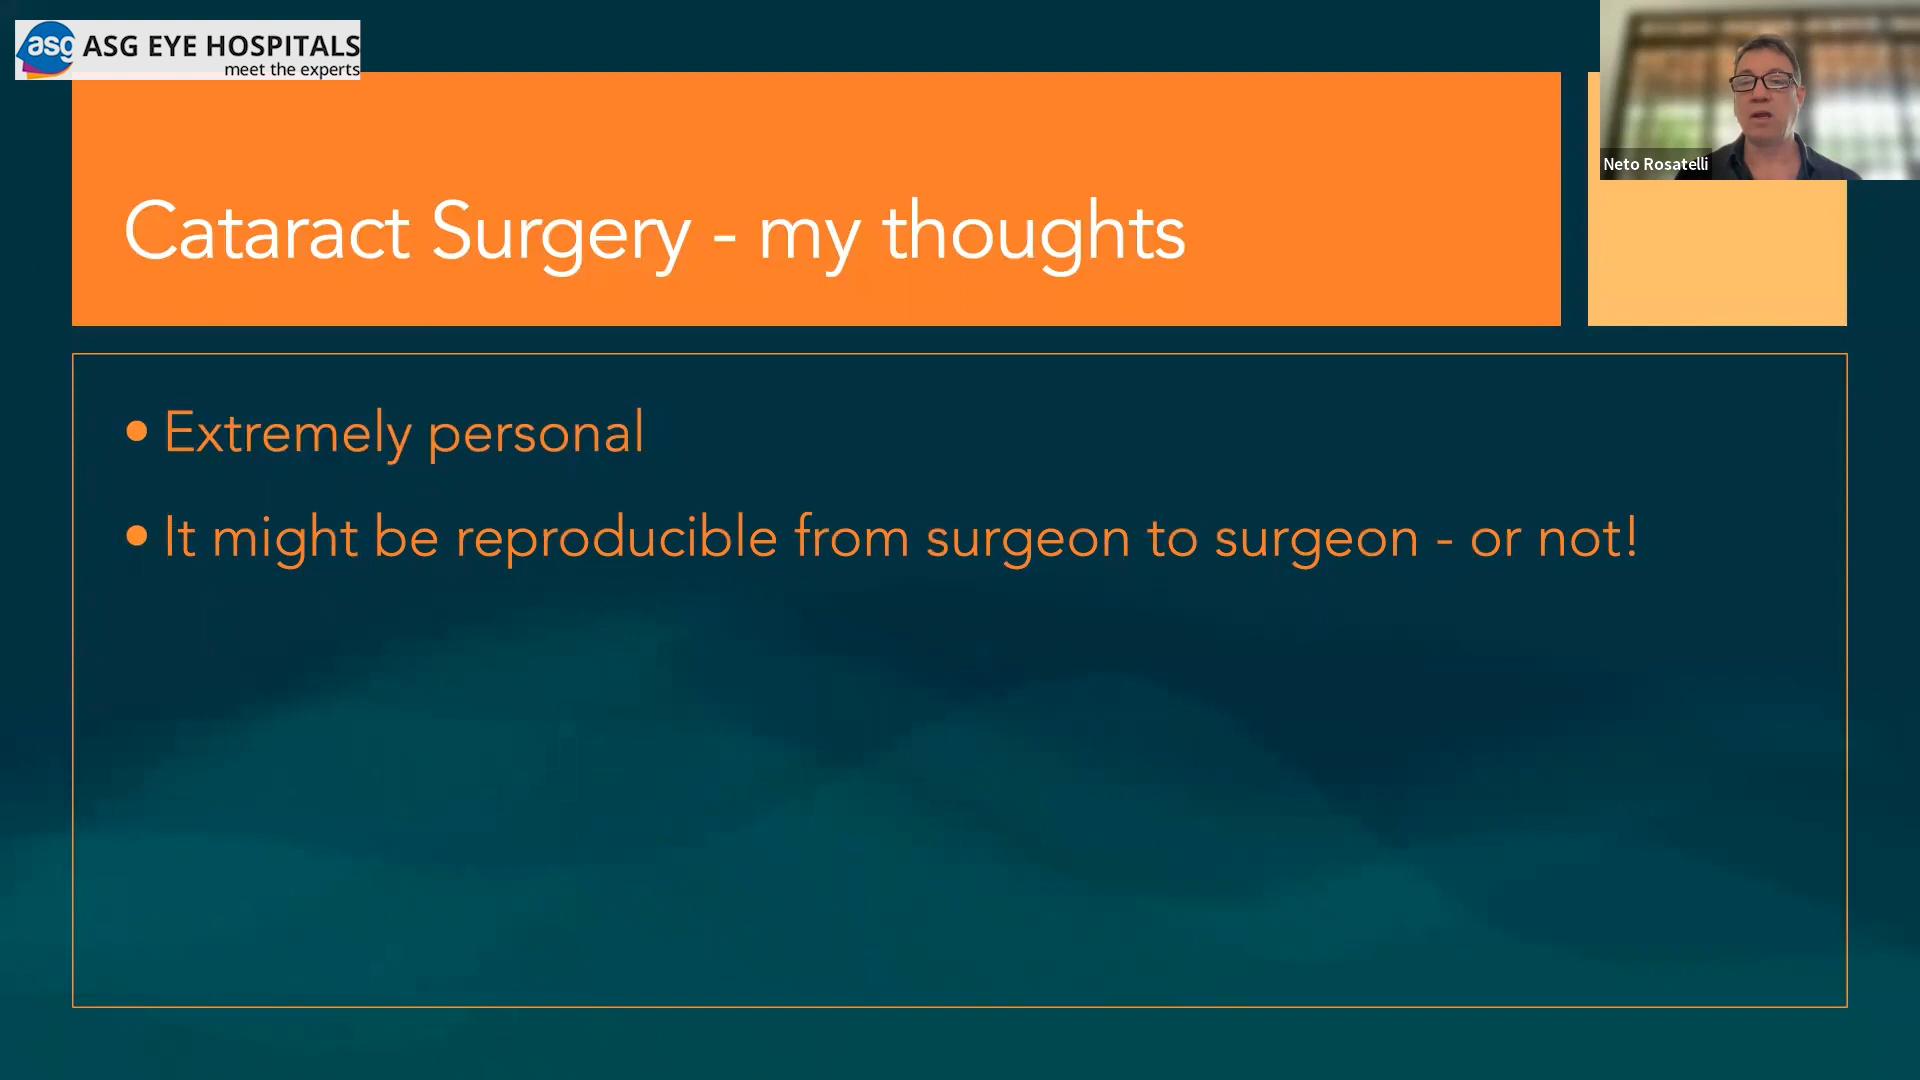 asg ASG EYE HOSPITALS
meet the experts
Neto Rosatelli
Cataract Surgery - my thoughts
• Extremely personal
• It might be reproducible from surgeon to surgeon - or not!